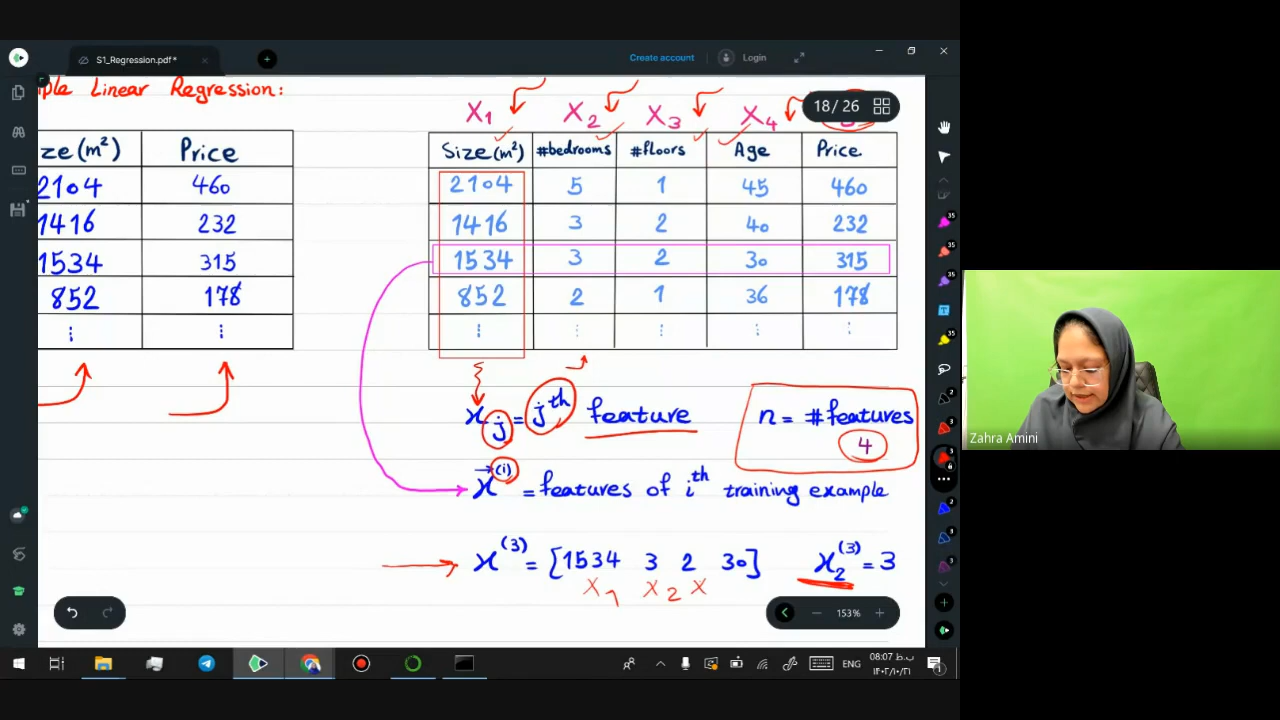 S1_Regression.pdf*
Create account
Login
ple Linear Regression:
18 / 26
X1 X2 X3 X4
ze (m²) Price
2104 460
1416 232
1534 315
852 178
⋮ ⋮
Size (m²) #bedrooms #floors Age Price
2104 5 1 45 460
1416 3 2 40 232
1534 3 2 30 315
852 2 1 36 178
⋮ ⋮ ⋮ ⋮ ⋮
x j = jth feature
n = #features
4
x (i) = features of ith training example
x (3) = [1534 3 2 30]
x2 (3) = 3
X1 X2 X
153%
Zahra Amini
ENG
08:07 ب.ظ
۱۴۰۲/۱۰/۲۱